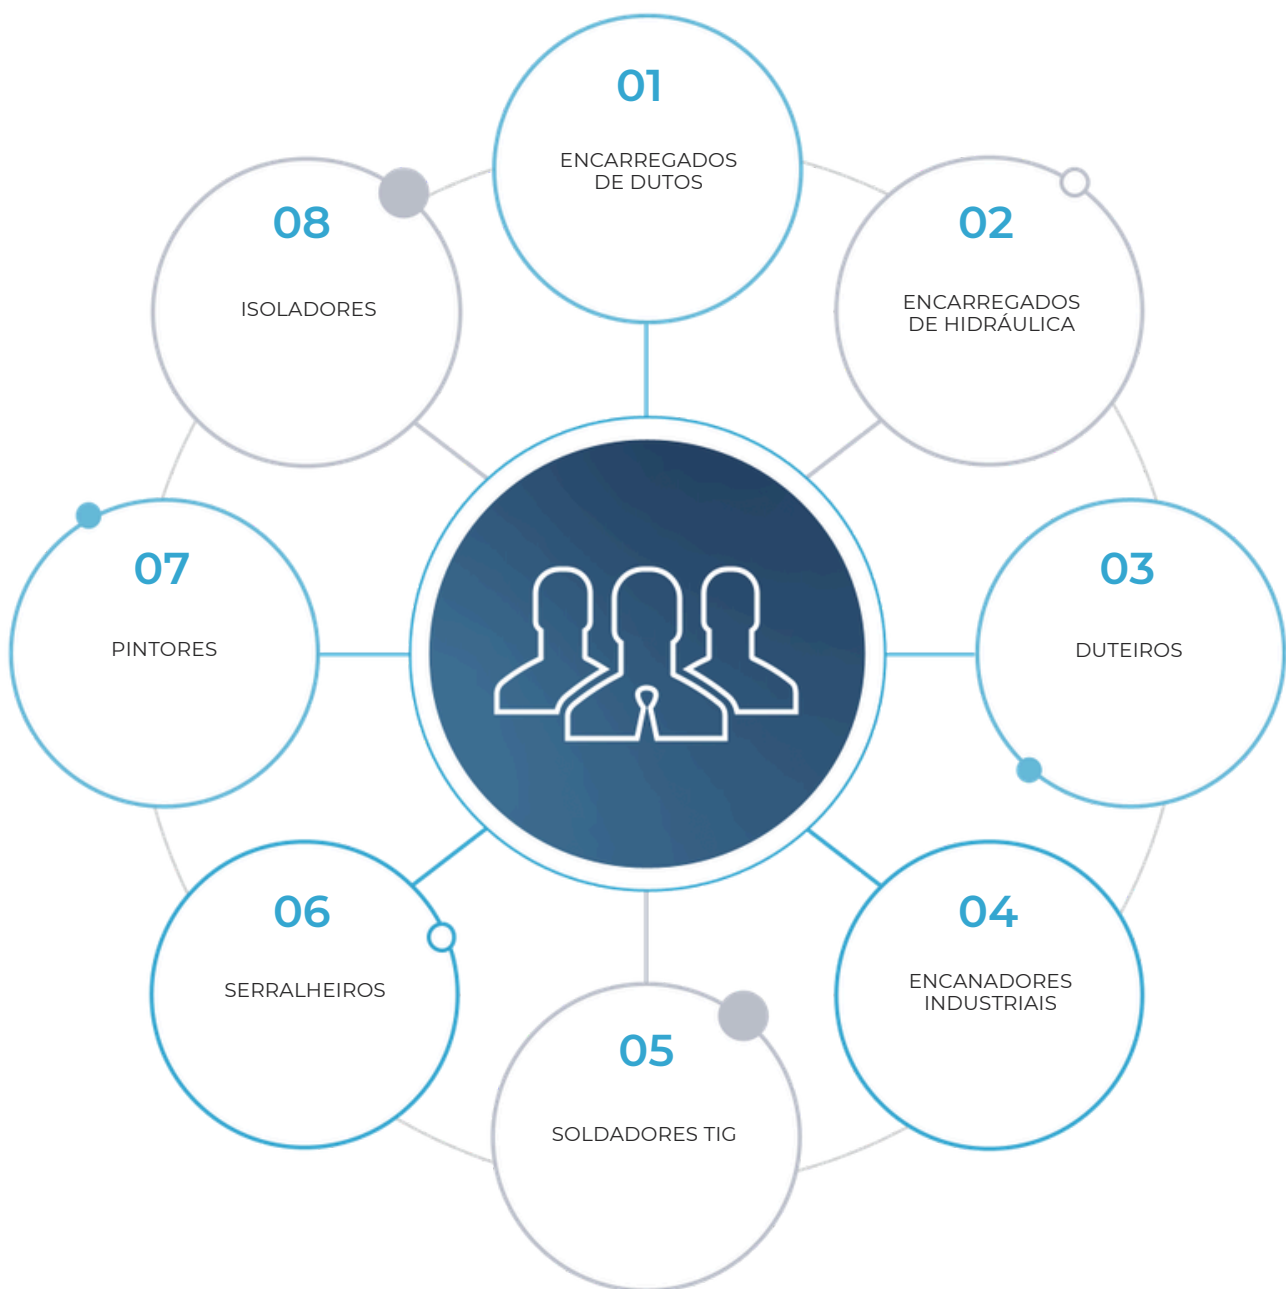 01
ENCARREGADOS
DE DUTOS
02
ENCARREGADOS
DE HIDRÁULICA
03
DUTEIROS
04
ENCANADORES
INDUSTRIAIS
05
SOLDADORES TIG
06
SERRALHEIROS
07
PINTORES
08
ISOLADORES